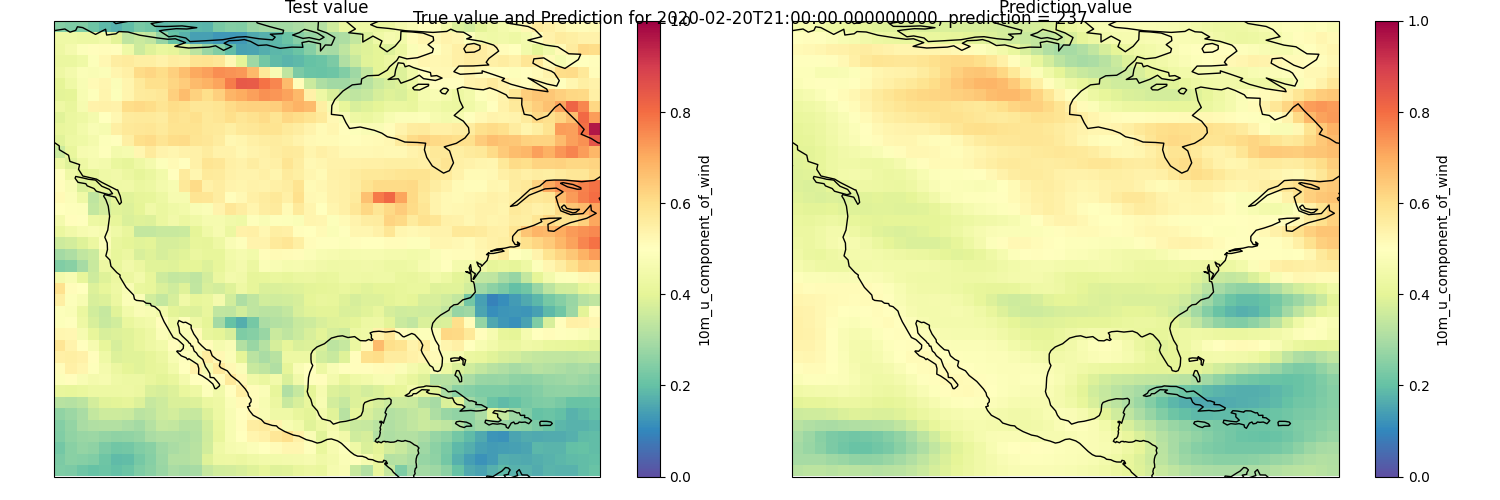 Test value
True value and Prediction for 2020-02-20T21:00:00.000000000, prediction = 237
Prediction value
1.0
0.8
0.6
0.4
0.2
0.0
10m_u_component_of_wind
1.0
0.8
0.6
0.4
0.2
0.0
10m_u_component_of_wind